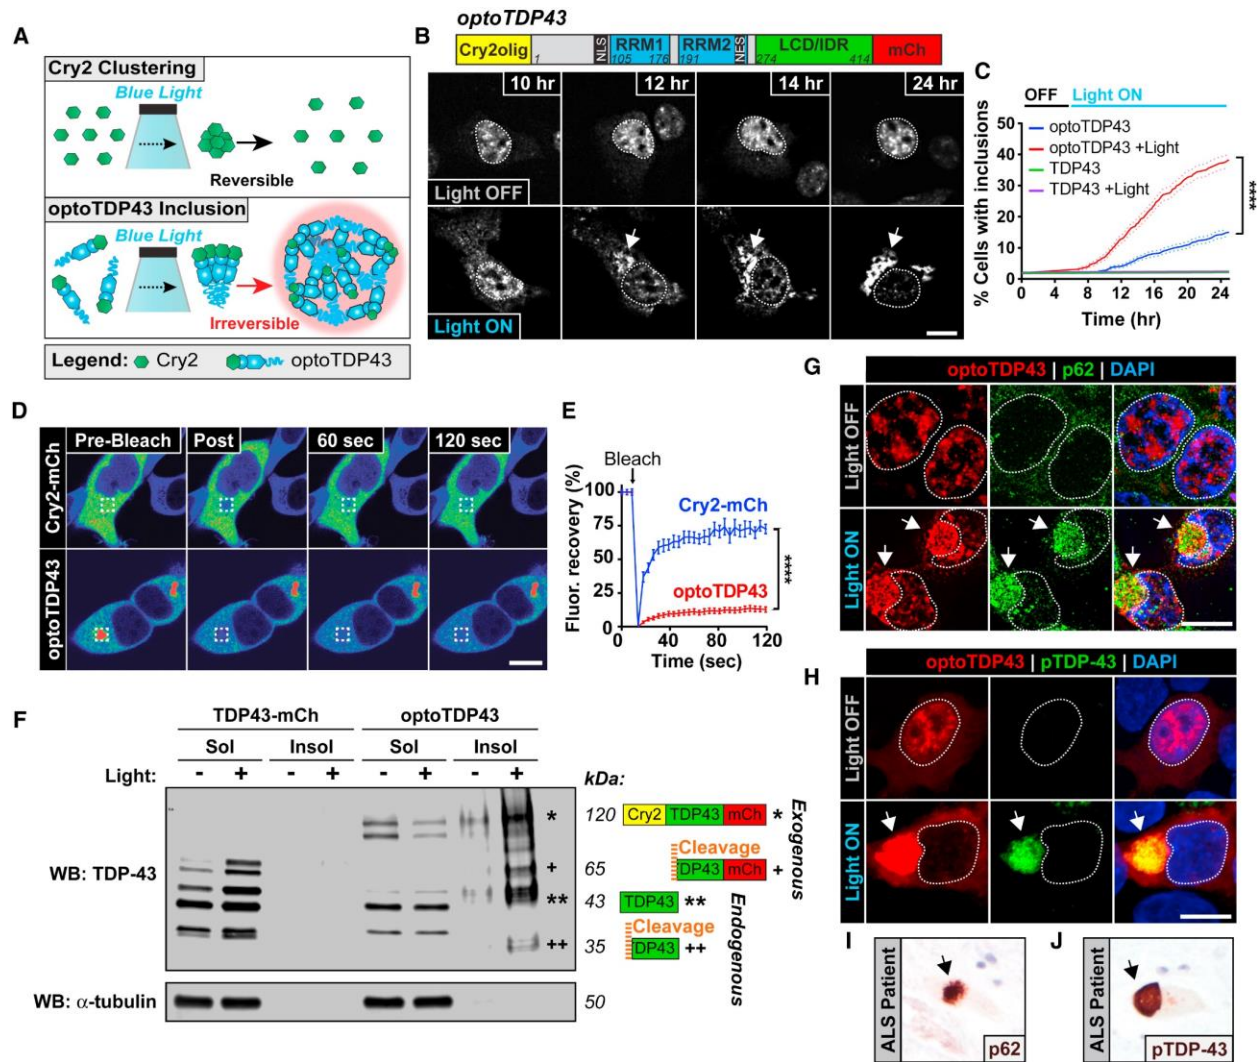 A
Cry2 Clustering
Blue Light
Reversible
optoTDP43 Inclusion
Blue Light
Irreversible
Legend: Cry2 optoTDP43
B
optoTDP43
Cry2olig 1 NLS RRM1 105 176 RRM2 191 NES LCD/IDR 274 414 mCh
10 hr 12 hr 14 hr 24 hr
Light OFF
Light ON
C
OFF Light ON
optoTDP43
optoTDP43 +Light
TDP43
TDP43 +Light
% Cells with inclusions
50
40
30
20
10
0
0 4 8 12 16 20 24
Time (hr)
****
D
Pre-Bleach Post 60 sec 120 sec
Cry2-mCh
optoTDP43
E
Bleach
Fluor. recovery (%)
100
75
50
25
0
Cry2-mCh
optoTDP43
****
0 40 80 120
Time (sec)
F
TDP43-mCh optoTDP43
Sol Insol Sol Insol
Light: - + - + - + - +
kDa:
WB: TDP-43
* 120 Cry2 TDP43 mCh *
Cleavage
+ 65 DP43 mCh +
Exogenous
** 43 TDP43 **
Cleavage
++ 35 DP43 ++
Endogenous
WB: α-tubulin 50
G
optoTDP43 | p62 | DAPI
Light OFF
Light ON
H
optoTDP43 | pTDP-43 | DAPI
Light OFF
Light ON
I
ALS Patient
p62
J
ALS Patient
pTDP-43